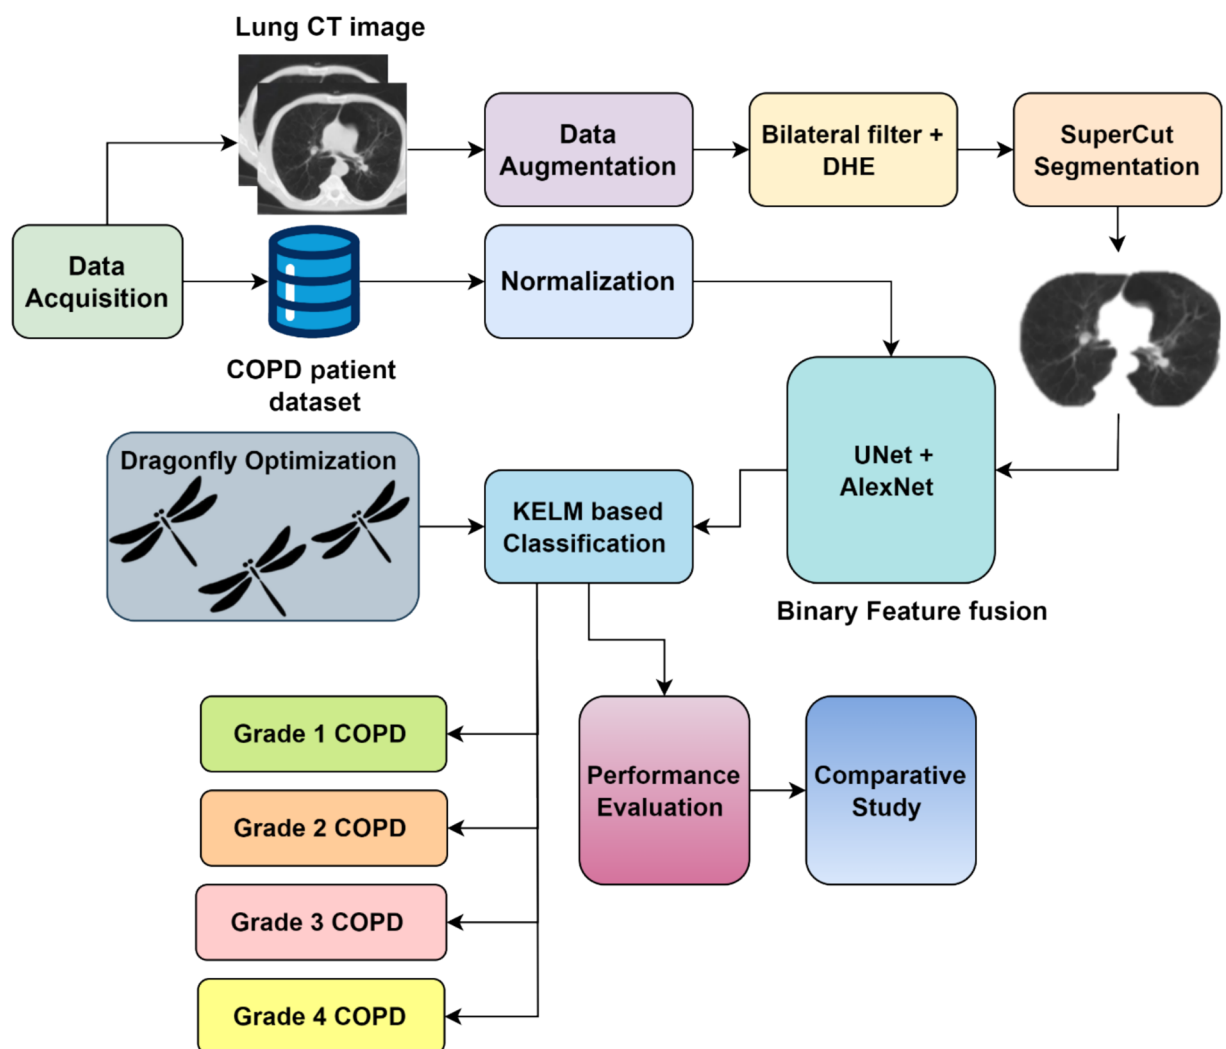 Lung CT image
Data
Augmentation
Bilateral filter +
DHE
SuperCut
Segmentation
Data
Acquisition
Normalization
COPD patient
dataset
UNet +
AlexNet
Binary Feature fusion
Dragonfly Optimization
KELM based
Classification
Grade 1 COPD
Grade 2 COPD
Grade 3 COPD
Grade 4 COPD
Performance
Evaluation
Comparative
Study